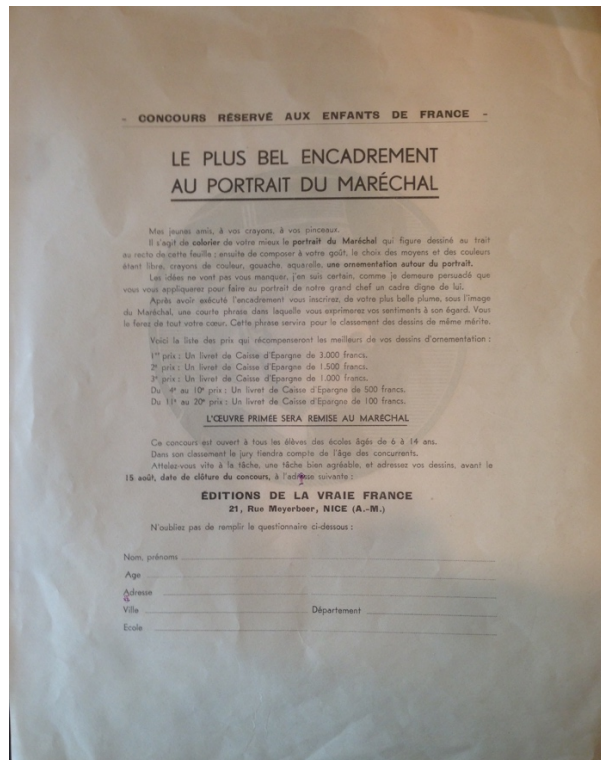 - CONCOURS RÉSERVÉ AUX ENFANTS DE FRANCE -
LE PLUS BEL ENCADREMENT
AU PORTRAIT DU MARÉCHAL
Mes jeunes amis, à vos crayons, à vos pinceaux.
Il s'agit de colorier de votre mieux le portrait du Maréchal qui figure dessiné au trait
au recto de cette feuille ; ensuite de composer à votre goût, le choix des moyens et des couleurs
étant libre, crayons de couleur, gouache, aquarelle, une ornementation autour du portrait.
Les idées ne vont pas vous manquer, j'en suis certain, comme je demeure persuadé que
vous vous appliquerez pour faire au portrait de notre grand chef un cadre digne de lui.
Après avoir exécuté l'encadrement vous inscrirez, de votre plus belle plume, sous l'image
du Maréchal, une courte phrase dans laquelle vous exprimerez vos sentiments à son égard. Vous
le ferez de tout votre cœur. Cette phrase servira pour le classement des dessins de même mérite.
Voici la liste des prix qui récompenseront les meilleurs de vos dessins d'ornementation :
1er prix : Un livret de Caisse d'Epargne de 3.000 francs.
2e prix : Un livret de Caisse d'Epargne de 1.500 francs.
3e prix : Un livret de Caisse d'Epargne de 1.000 francs.
Du 4e au 10e prix : Un livret de Caisse d'Epargne de 500 francs.
Du 11e au 20e prix : Un livret de Caisse d'Epargne de 100 francs.
L'ŒUVRE PRIMÉE SERA REMISE AU MARÉCHAL
Ce concours est ouvert à tous les élèves des écoles âgés de 6 à 14 ans.
Dans son classement le jury tiendra compte de l'âge des concurrents.
Attelez-vous vite à la tâche, une tâche bien agréable, et adressez vos dessins, avant le
15 août, date de clôture du concours, à l'adresse suivante :
ÉDITIONS DE LA VRAIE FRANCE
21, Rue Meyerbeer, NICE (A.-M.)
N'oubliez pas de remplir le questionnaire ci-dessous :
Nom, prénoms
Age
Adresse
Ville Département
Ecole